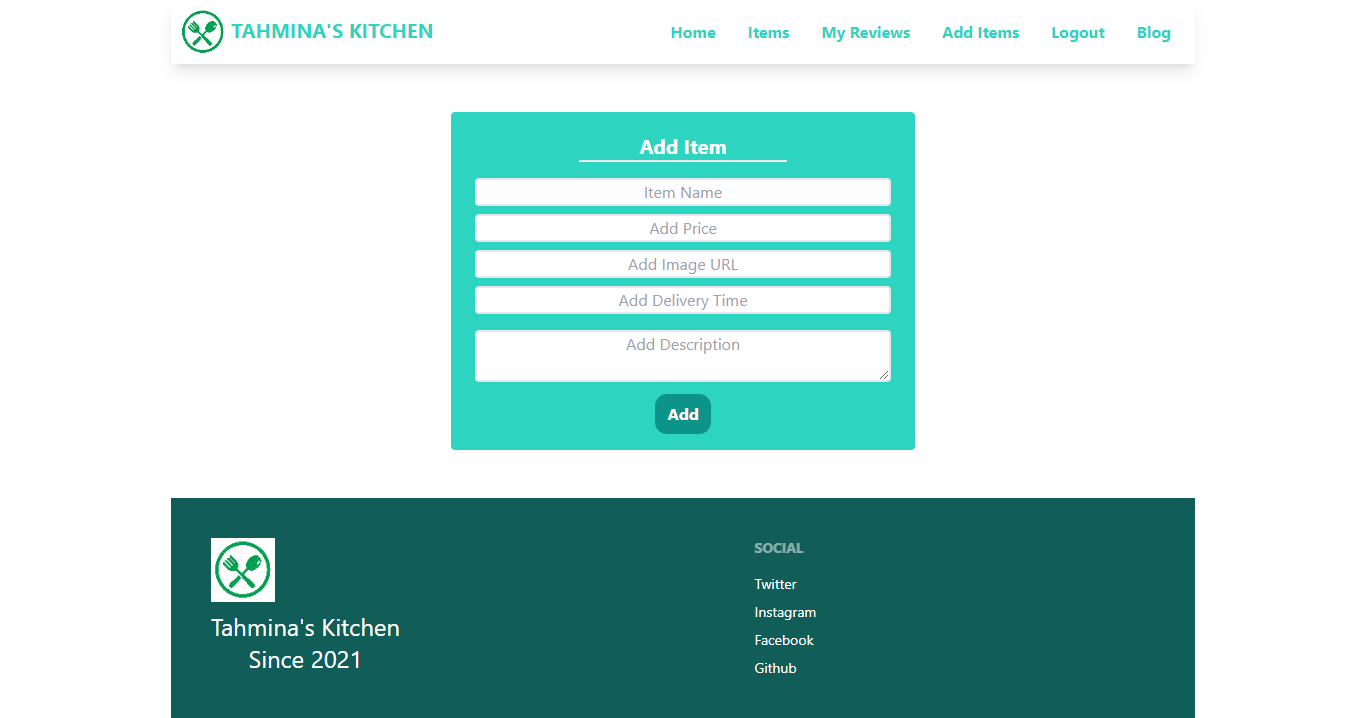 TAHMINA'S KITCHEN
Home
Items
My Reviews
Add Items
Logout
Blog
Add Item
Item Name
Add Price
Add Image URL
Add Delivery Time
Add Description
Add
Tahmina's Kitchen
Since 2021
SOCIAL
Twitter
Instagram
Facebook
Github